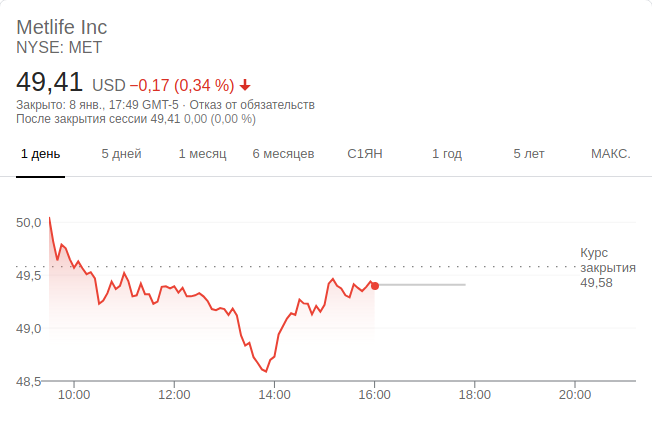 Metlife Inc
NYSE: MET
49,41 USD −0,17 (0,34 %)
Закрыто: 8 янв., 17:49 GMT-5 · Отказ от обязательств
После закрытия сессии 49,41 0,00 (0,00 %)
1 день 5 дней 1 месяц 6 месяцев С1ЯН 1 год 5 лет МАКС.
50,0
49,5
49,0
48,5
Курс
закрытия
49,58
10:00 12:00 14:00 16:00 18:00 20:00